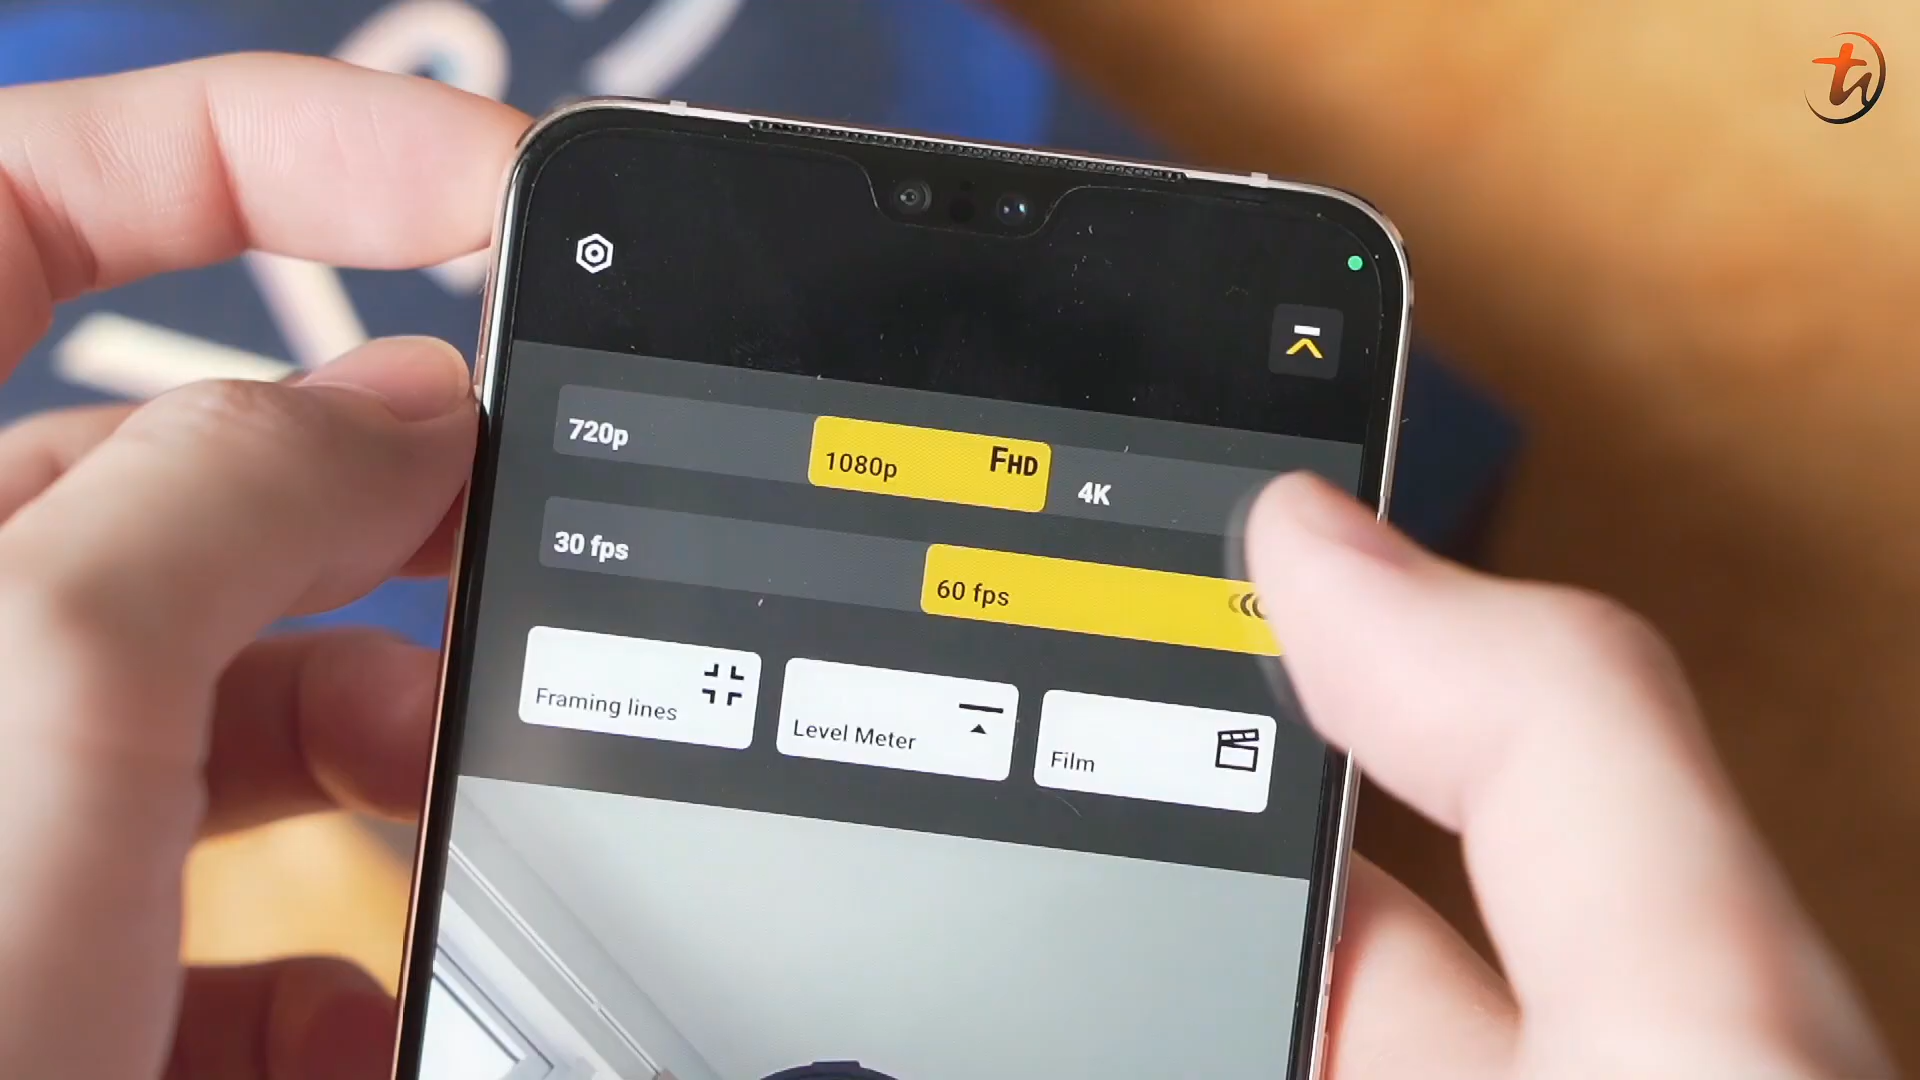 720p
1080p FHD
4K
30 fps
60 fps
Framing lines
Level Meter
Film